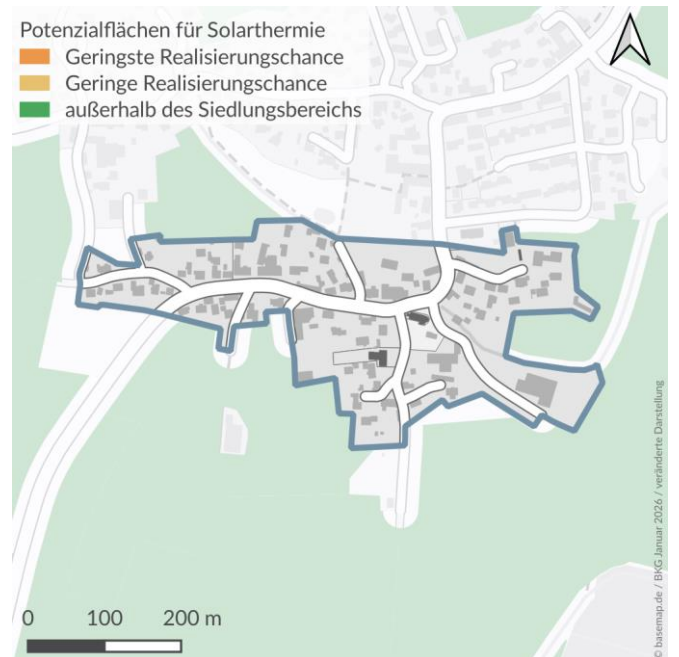 Potenzialflächen für Solarthermie
Geringste Realisierungschance
Geringe Realisierungschance
außerhalb des Siedlungsbereichs
0 100 200 m
© basemap.de / BKG Januar 2026 / veränderte Darstellung